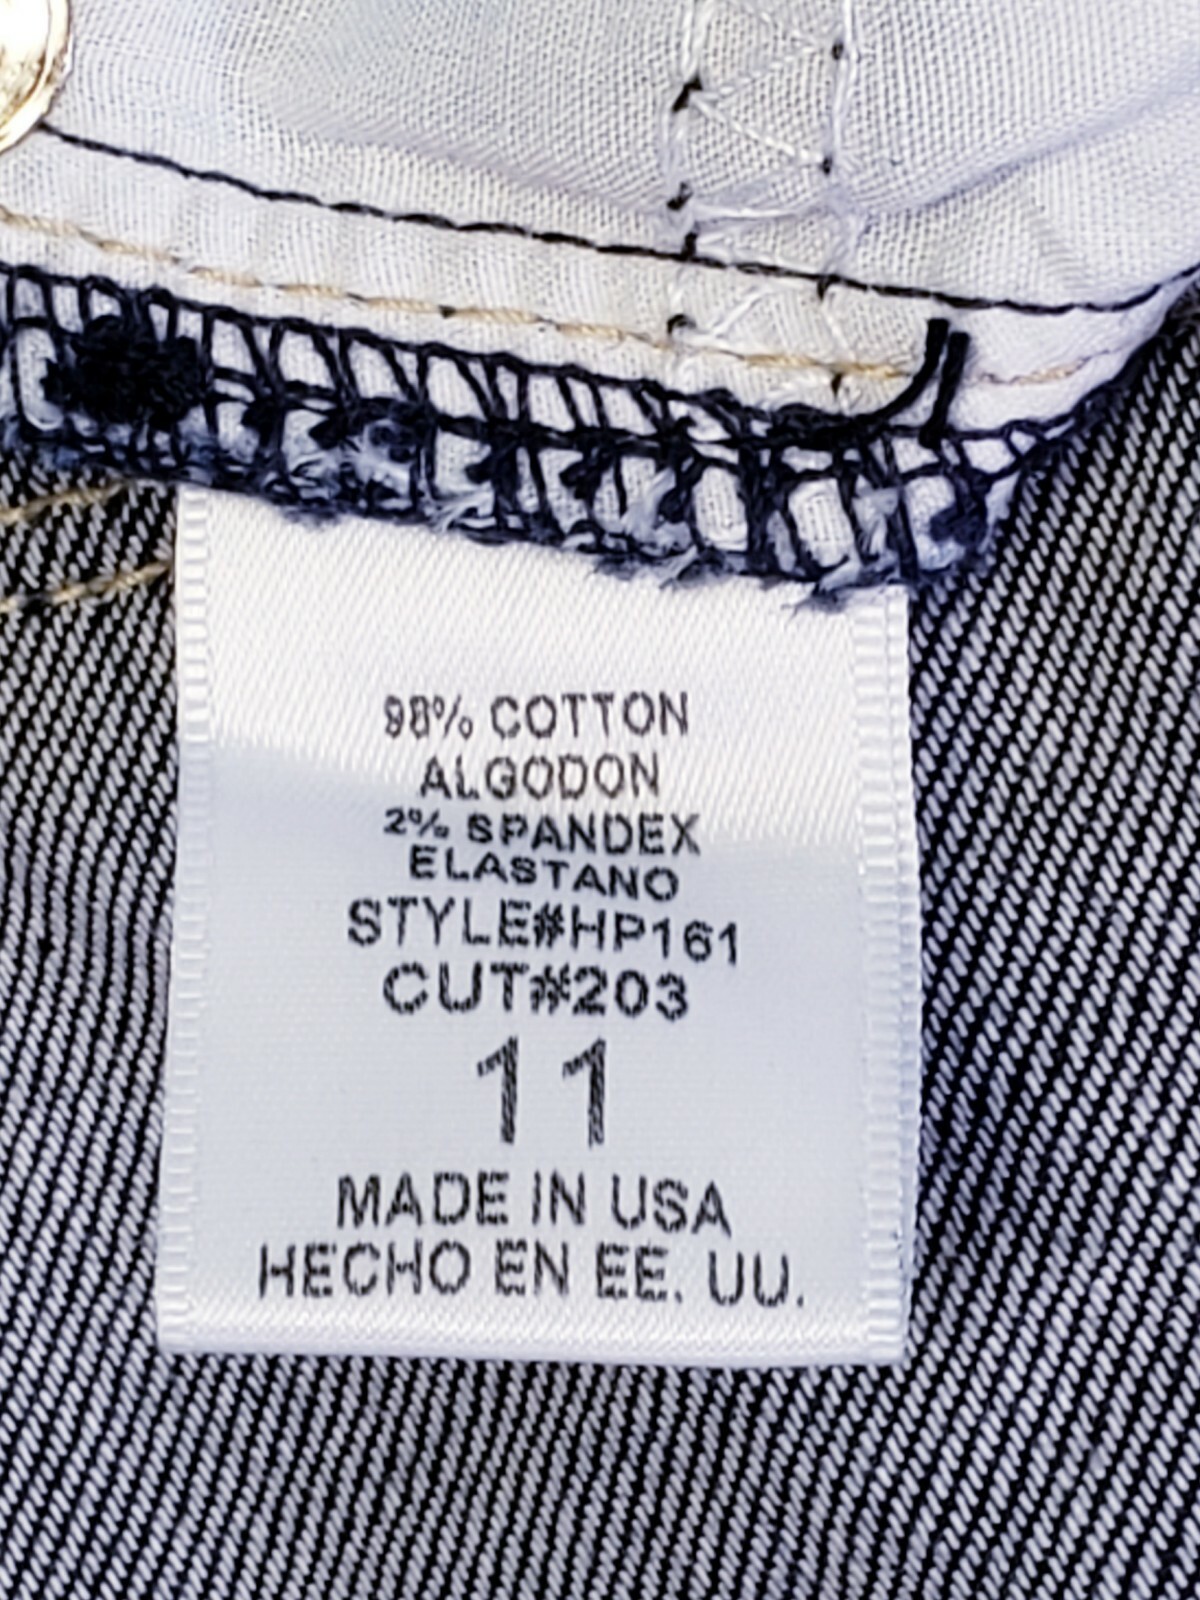 98% COTTON
ALGODON
2% SPANDEX
ELASTANO
STYLE#HP161
CUT#203
11
MADE IN USA
HECHO EN EE. UU.